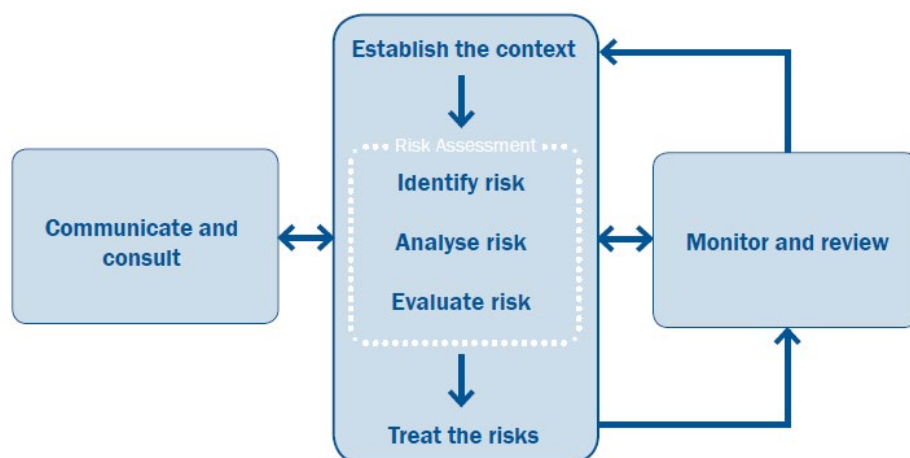 Establish the context
Risk Assessment
Identify risk
Analyse risk
Evaluate risk
Treat the risks
Communicate and
consult
Monitor and review